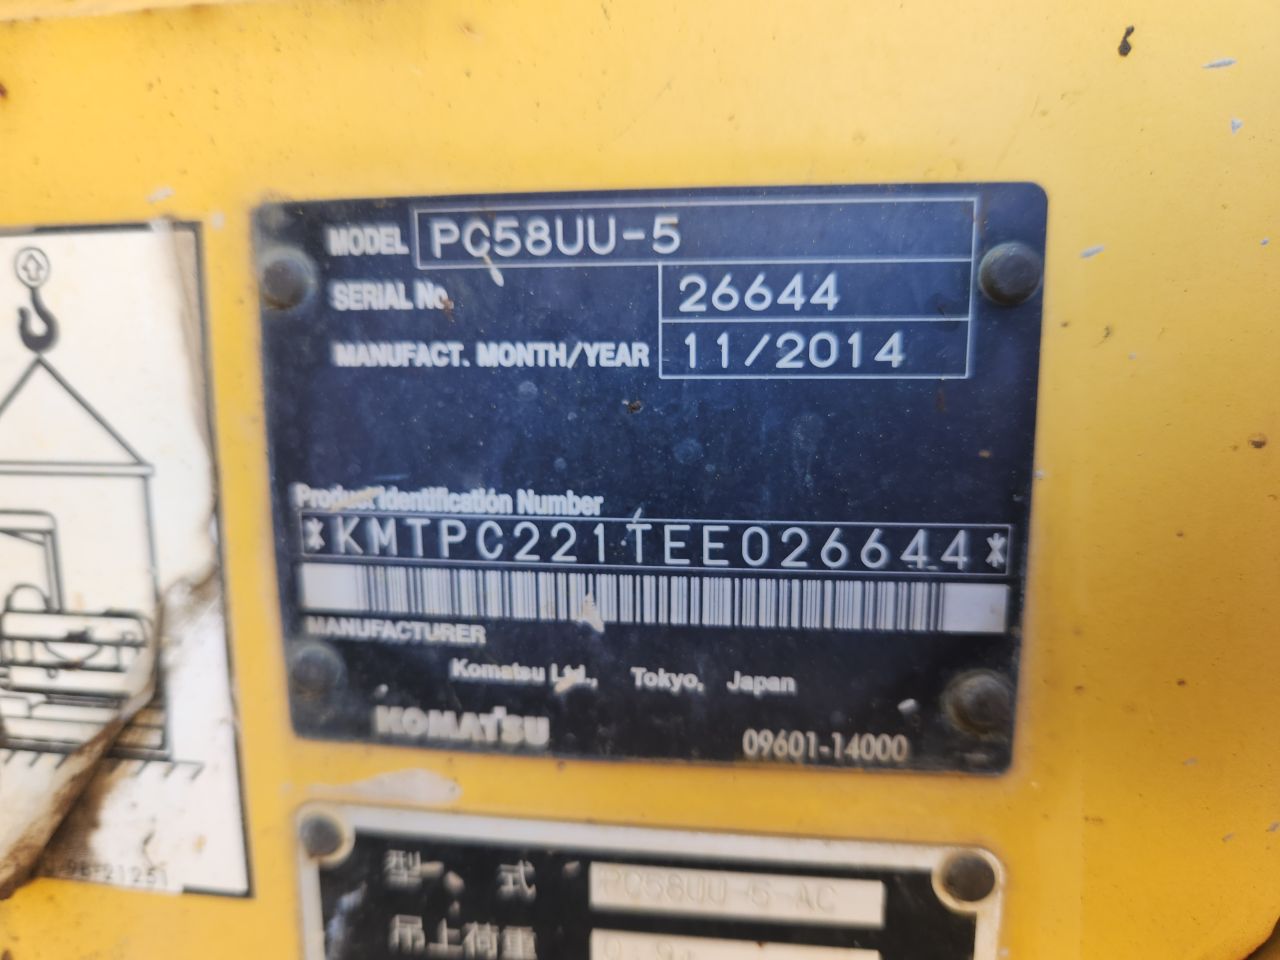 MODEL PC58UU-5
SERIAL No. 26644
MANUFACT. MONTH/YEAR 11/2014
Product Identification Number
*KMTPC221TEE026644*
MANUFACTURER
Komatsu Ltd., Tokyo, Japan
KOMATSU
09601-14000
型式 PC58UU-5-AC
吊上荷重